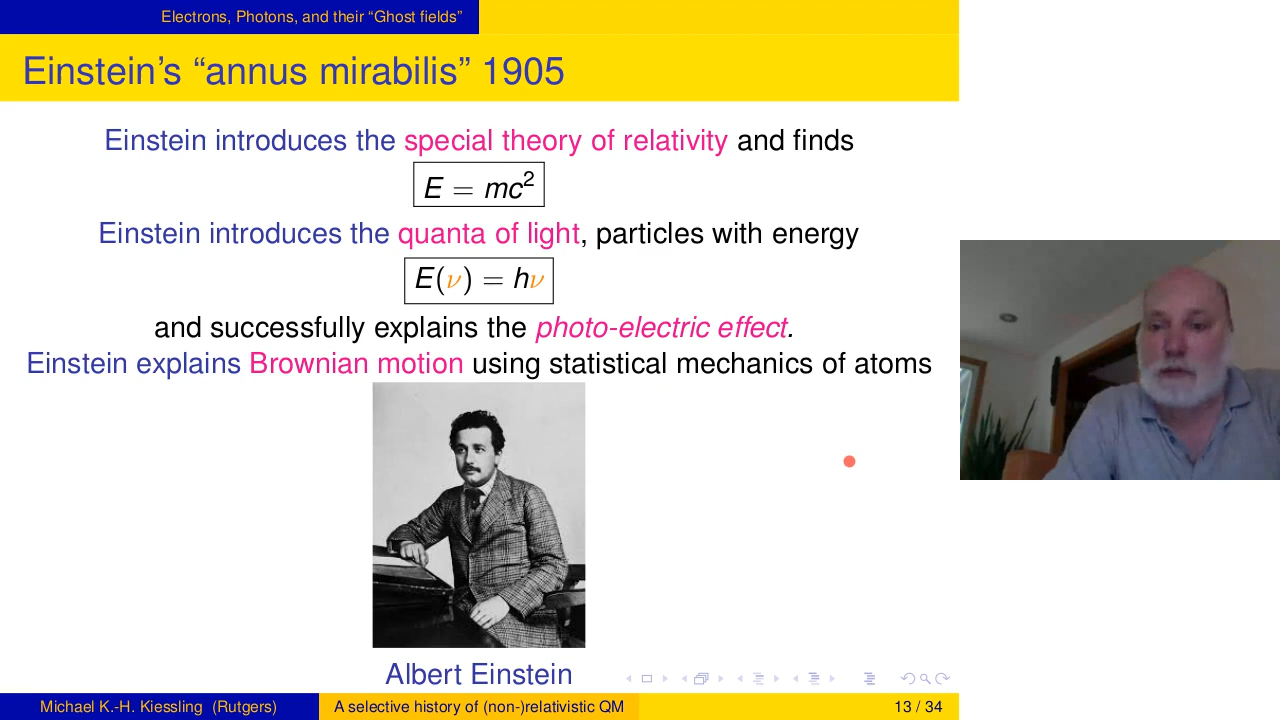 Electrons, Photons, and their “Ghost fields”
Einstein’s “annus mirabilis” 1905
Einstein introduces the special theory of relativity and finds
E = mc²
Einstein introduces the quanta of light, particles with energy
E(ν) = hν
and successfully explains the photo-electric effect.
Einstein explains Brownian motion using statistical mechanics of atoms
Albert Einstein
Michael K.-H. Kiessling (Rutgers)
A selective history of (non-)relativistic QM
13 / 34